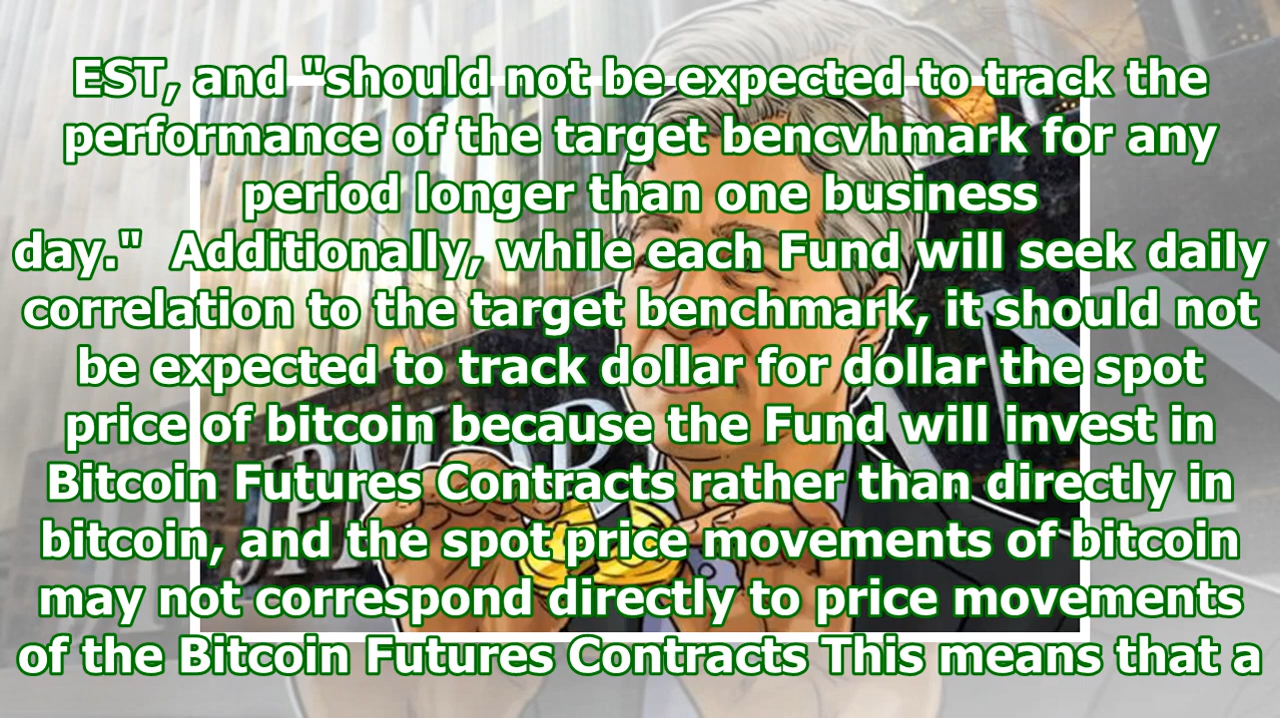 EST, and "should not be expected to track the
performance of the target bencvhmark for any
period longer than one business
day."  Additionally, while each Fund will seek daily
correlation to the target benchmark, it should not
be expected to track dollar for dollar the spot
price of bitcoin because the Fund will invest in
Bitcoin Futures Contracts rather than directly in
bitcoin, and the spot price movements of bitcoin
may not correspond directly to price movements
of the Bitcoin Futures Contracts This means that a